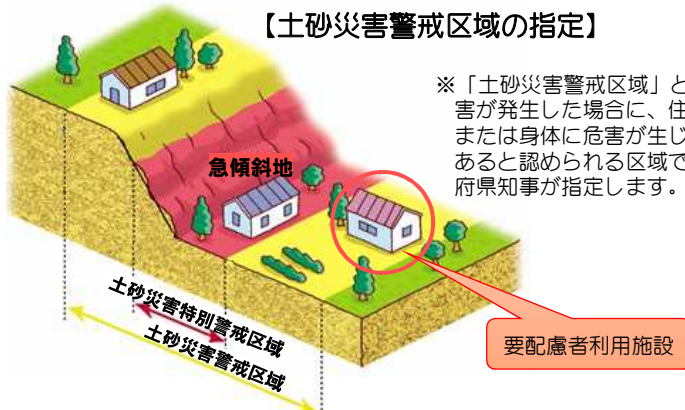 【土砂災害警戒区域の指定】
※「土砂災害警戒区域」と
害が発生した場合に、住
または身体に危害が生じ
あると認められる区域で
府県知事が指定します。
急傾斜地
土砂災害特別警戒区域
土砂災害警戒区域
要配慮者利用施設